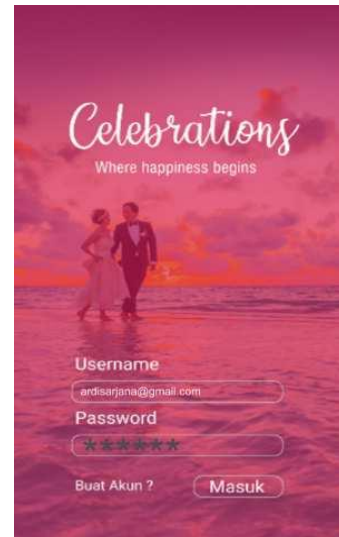 Celebrations
Where happiness begins
Username
ardisarjana@gmail.com
Password
******
Buat Akun ?
Masuk